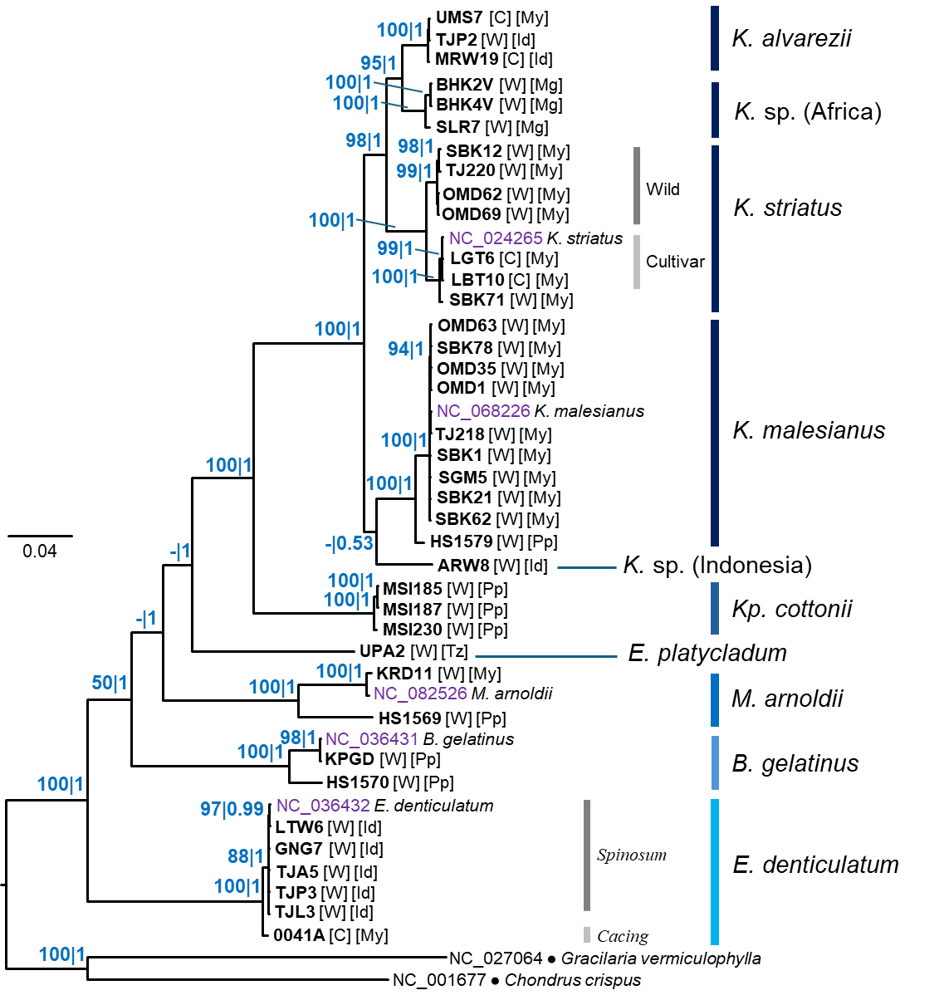 UMS7 [C] [My]
100|1
TJP2 [W] [Id]
K. alvarezii
MRW19 [C] [Id]
95|1
100|1
BHK2V [W] [Mg]
100|1
BHK4V [W] [Mg]
K. sp. (Africa)
SLR7 [W] [Mg]
98|1
98|1
SBK12 [W] [My]
99|1
TJ220 [W] [My]
Wild
OMD62 [W] [My]
K. striatus
OMD69 [W] [My]
100|1
NC_024265 K. striatus
99|1
LGT6 [C] [My]
Cultivar
100|1
LBT10 [C] [My]
SBK71 [W] [My]
100|1
OMD63 [W] [My]
94|1
SBK78 [W] [My]
OMD35 [W] [My]
OMD1 [W] [My]
NC_068226 K. malesianus
100|1
TJ218 [W] [My]
K. malesianus
SBK1 [W] [My]
100|1
SGM5 [W] [My]
100|1
SBK21 [W] [My]
SBK62 [W] [My]
0.04
-|0.53
HS1579 [W] [Pp]
-|1
ARW8 [W] [Id]
K. sp. (Indonesia)
100|1
MSI185 [W] [Pp]
100|1
MSI187 [W] [Pp]
Kp. cottonii
-|1
MSI230 [W] [Pp]
UPA2 [W] [Tz]
E. platycladum
100|1
KRD11 [W] [My]
50|1
100|1
NC_082526 M. arnoldii
M. arnoldii
HS1569 [W] [Pp]
98|1
NC_036431 B. gelatinus
100|1
KPGD [W] [Pp]
B. gelatinus
100|1
HS1570 [W] [Pp]
97|0.99
NC_036432 E. denticulatum
LTW6 [W] [Id]
88|1
GNG7 [W] [Id]
Spinosum
TJA5 [W] [Id]
E. denticulatum
100|1
TJP3 [W] [Id]
TJL3 [W] [Id]
0041A [C] [My]
Cacing
100|1
NC_027064 ● Gracilaria vermiculophylla
NC_001677 ● Chondrus crispus